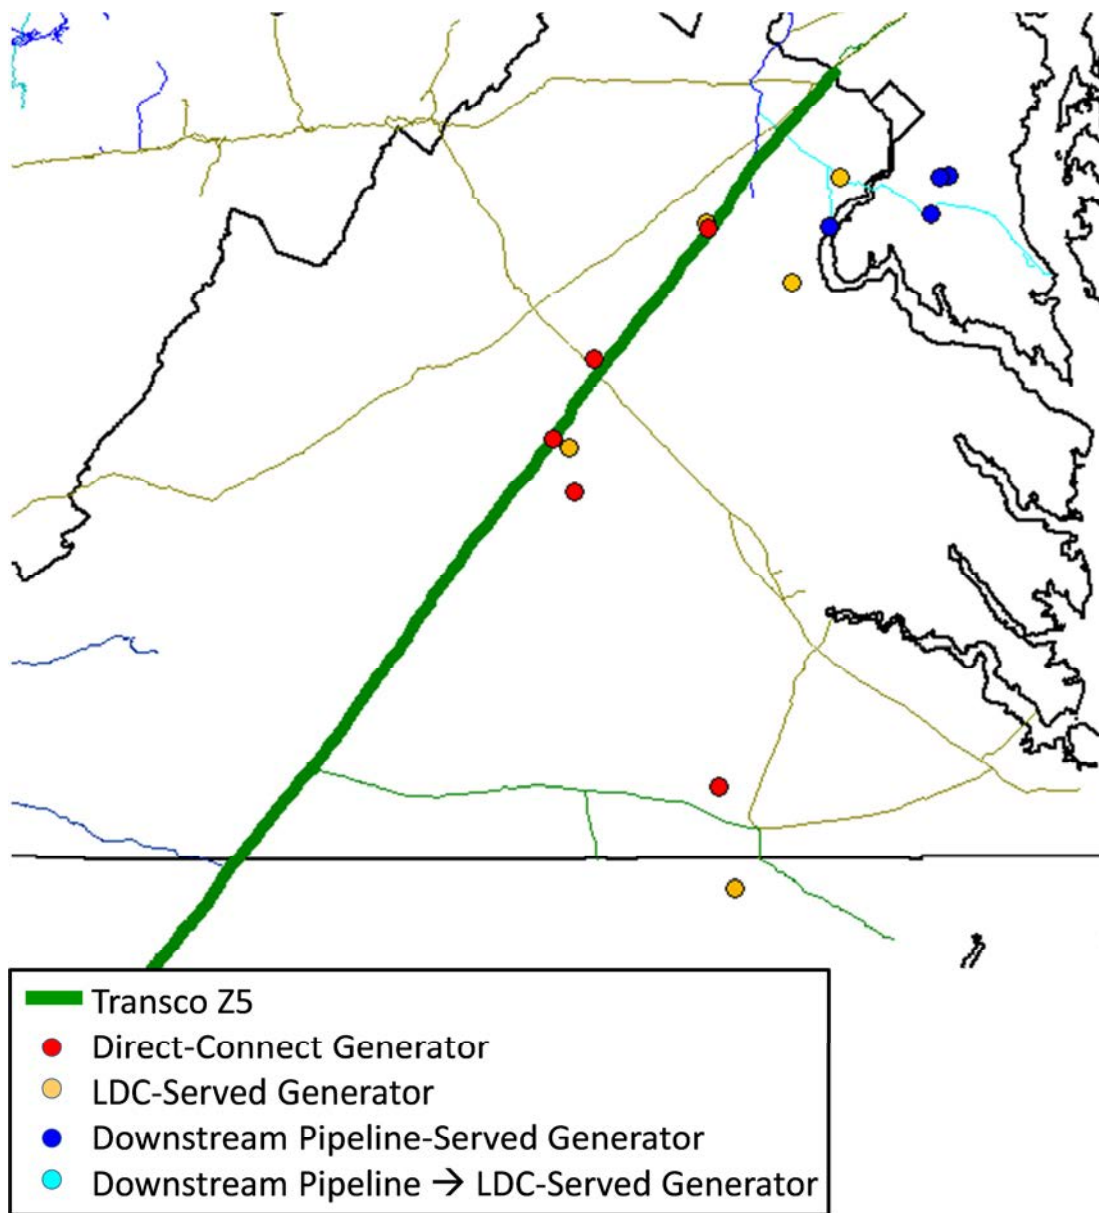 Transco Z5
Direct-Connect Generator
LDC-Served Generator
Downstream Pipeline-Served Generator
Downstream Pipeline → LDC-Served Generator